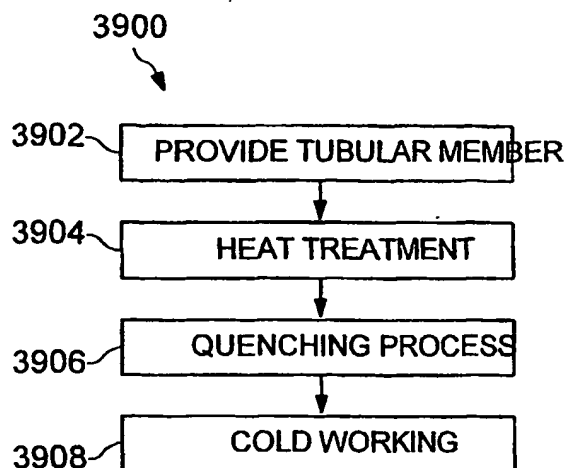 3900
3902
PROVIDE TUBULAR MEMBER
3904
HEAT TREATMENT
3906
QUENCHING PROCESS
3908
COLD WORKING